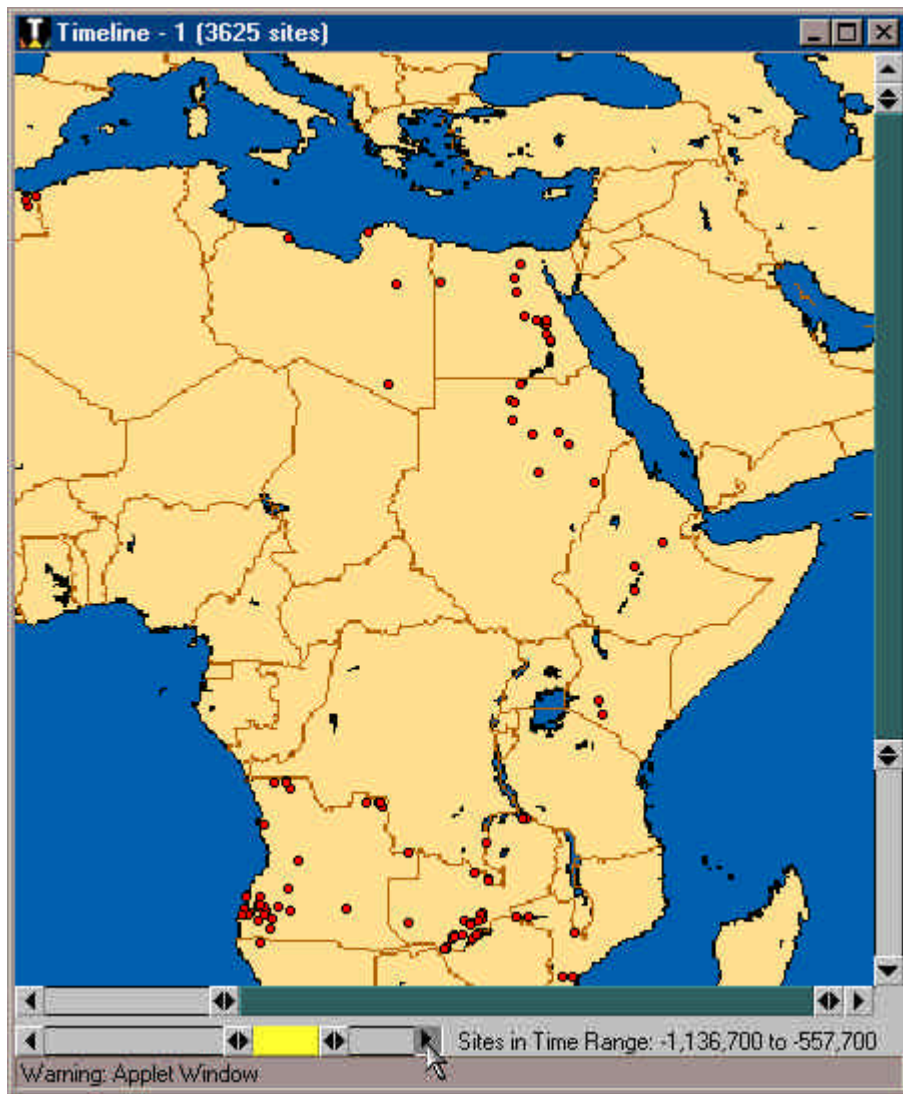 Timeline - 1 (3625 sites)
Sites in Time Range: -1,136,700 to -557,700
Warning: Applet Window